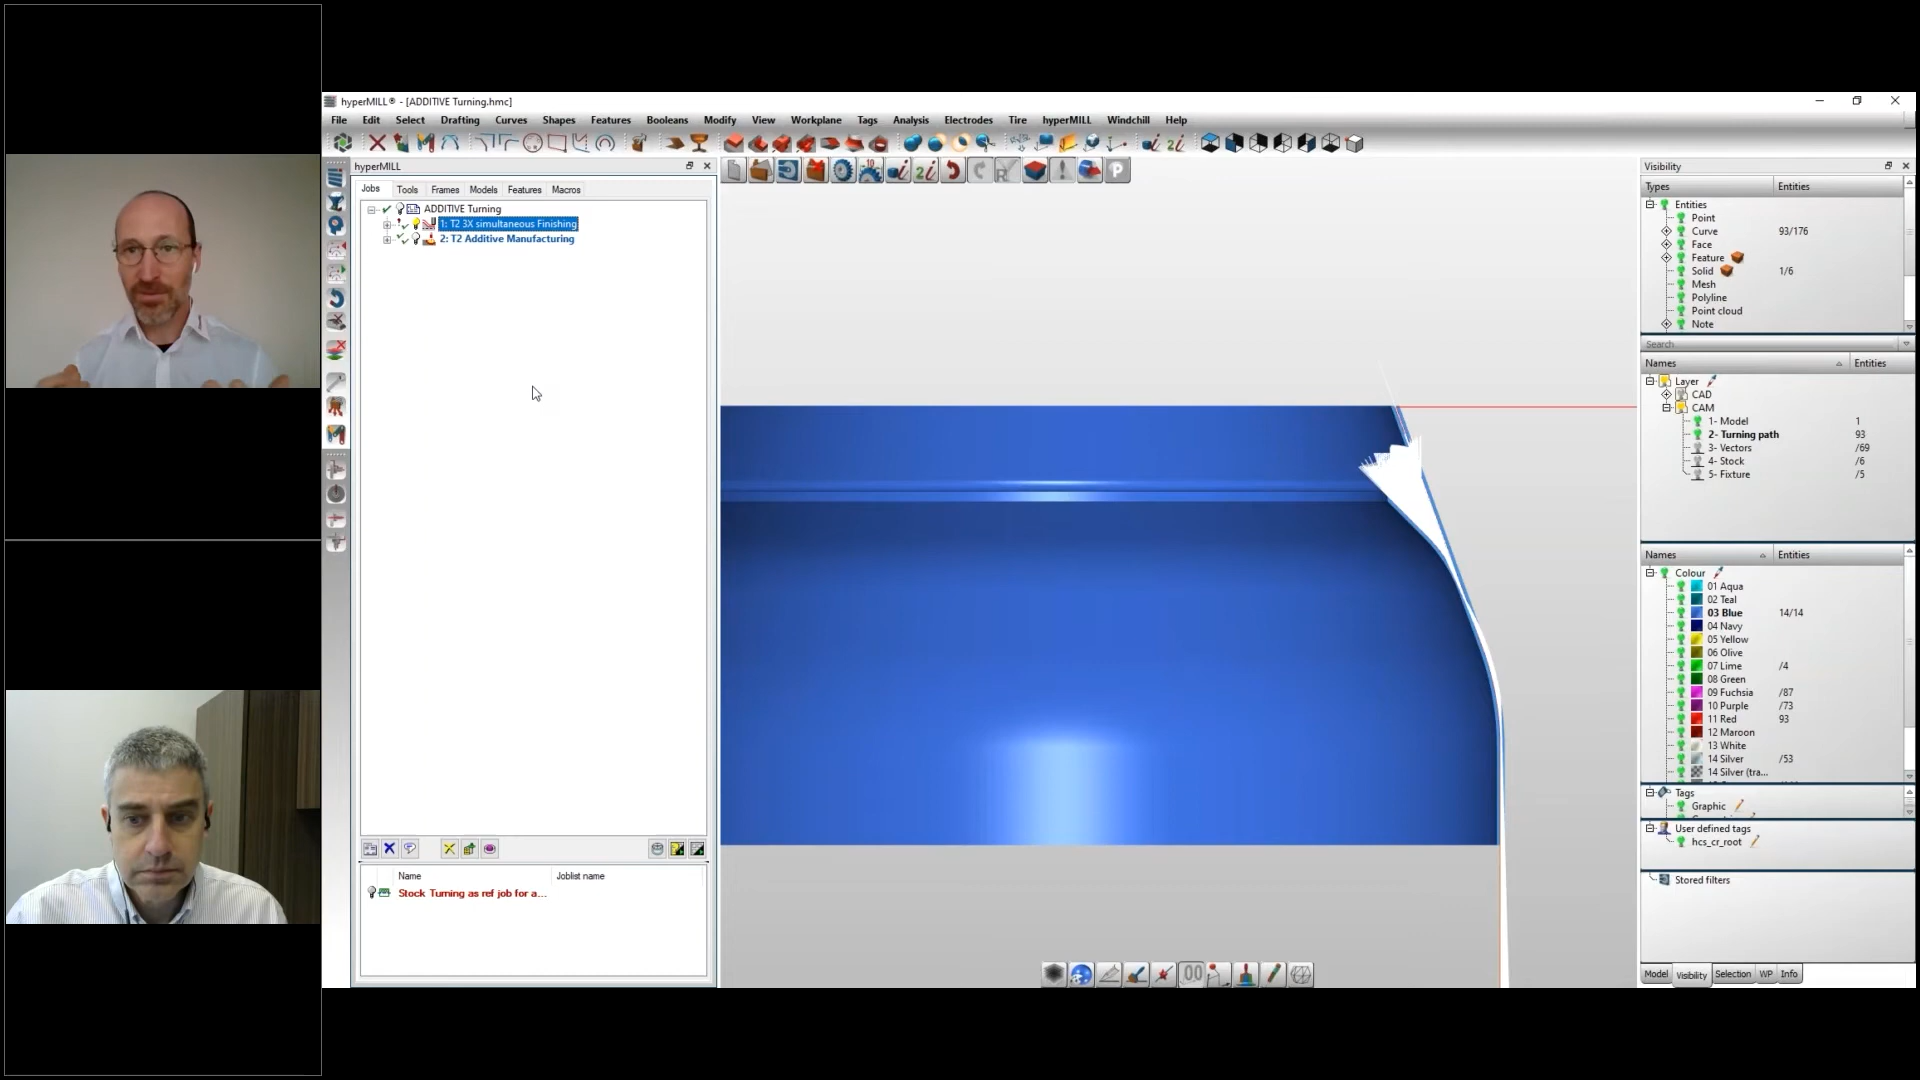 hyperMILL® - [ADDITIVE Turning.hmc]
File Edit Select Drafting Curves Shapes Features Booleans Modify View Workplane Tags Analysis Electrodes Tire hyperMILL Windchill Help
hyperMILL
Jobs Tools Frames Models Features Macros
ADDITIVE Turning
1: T2 3X simultaneous Finishing
2: T2 Additive Manufacturing
Name Joblist name
Stock Turning as ref job for a...
Visibility
Types Entities
Entities
Point
Curve 93/176
Face
Feature
Solid 1/6
Mesh
Polyline
Point cloud
Note
Search
Names Entities
Layer
CAD
CAM
1- Model 1
2- Turning path 93
3- Vectors /69
4- Stock /6
5- Fixture /5
Names Entities
Colour
01 Aqua
02 Teal
03 Blue 14/14
04 Navy
05 Yellow
06 Olive
07 Lime /4
08 Green
09 Fuchsia /87
10 Purple /73
11 Red 93
12 Maroon
13 White
14 Silver /53
14 Silver (tra...
Tags
Graphic
User defined tags
hcs_cr_root
Stored filters
Model Visibility Selection WP Info